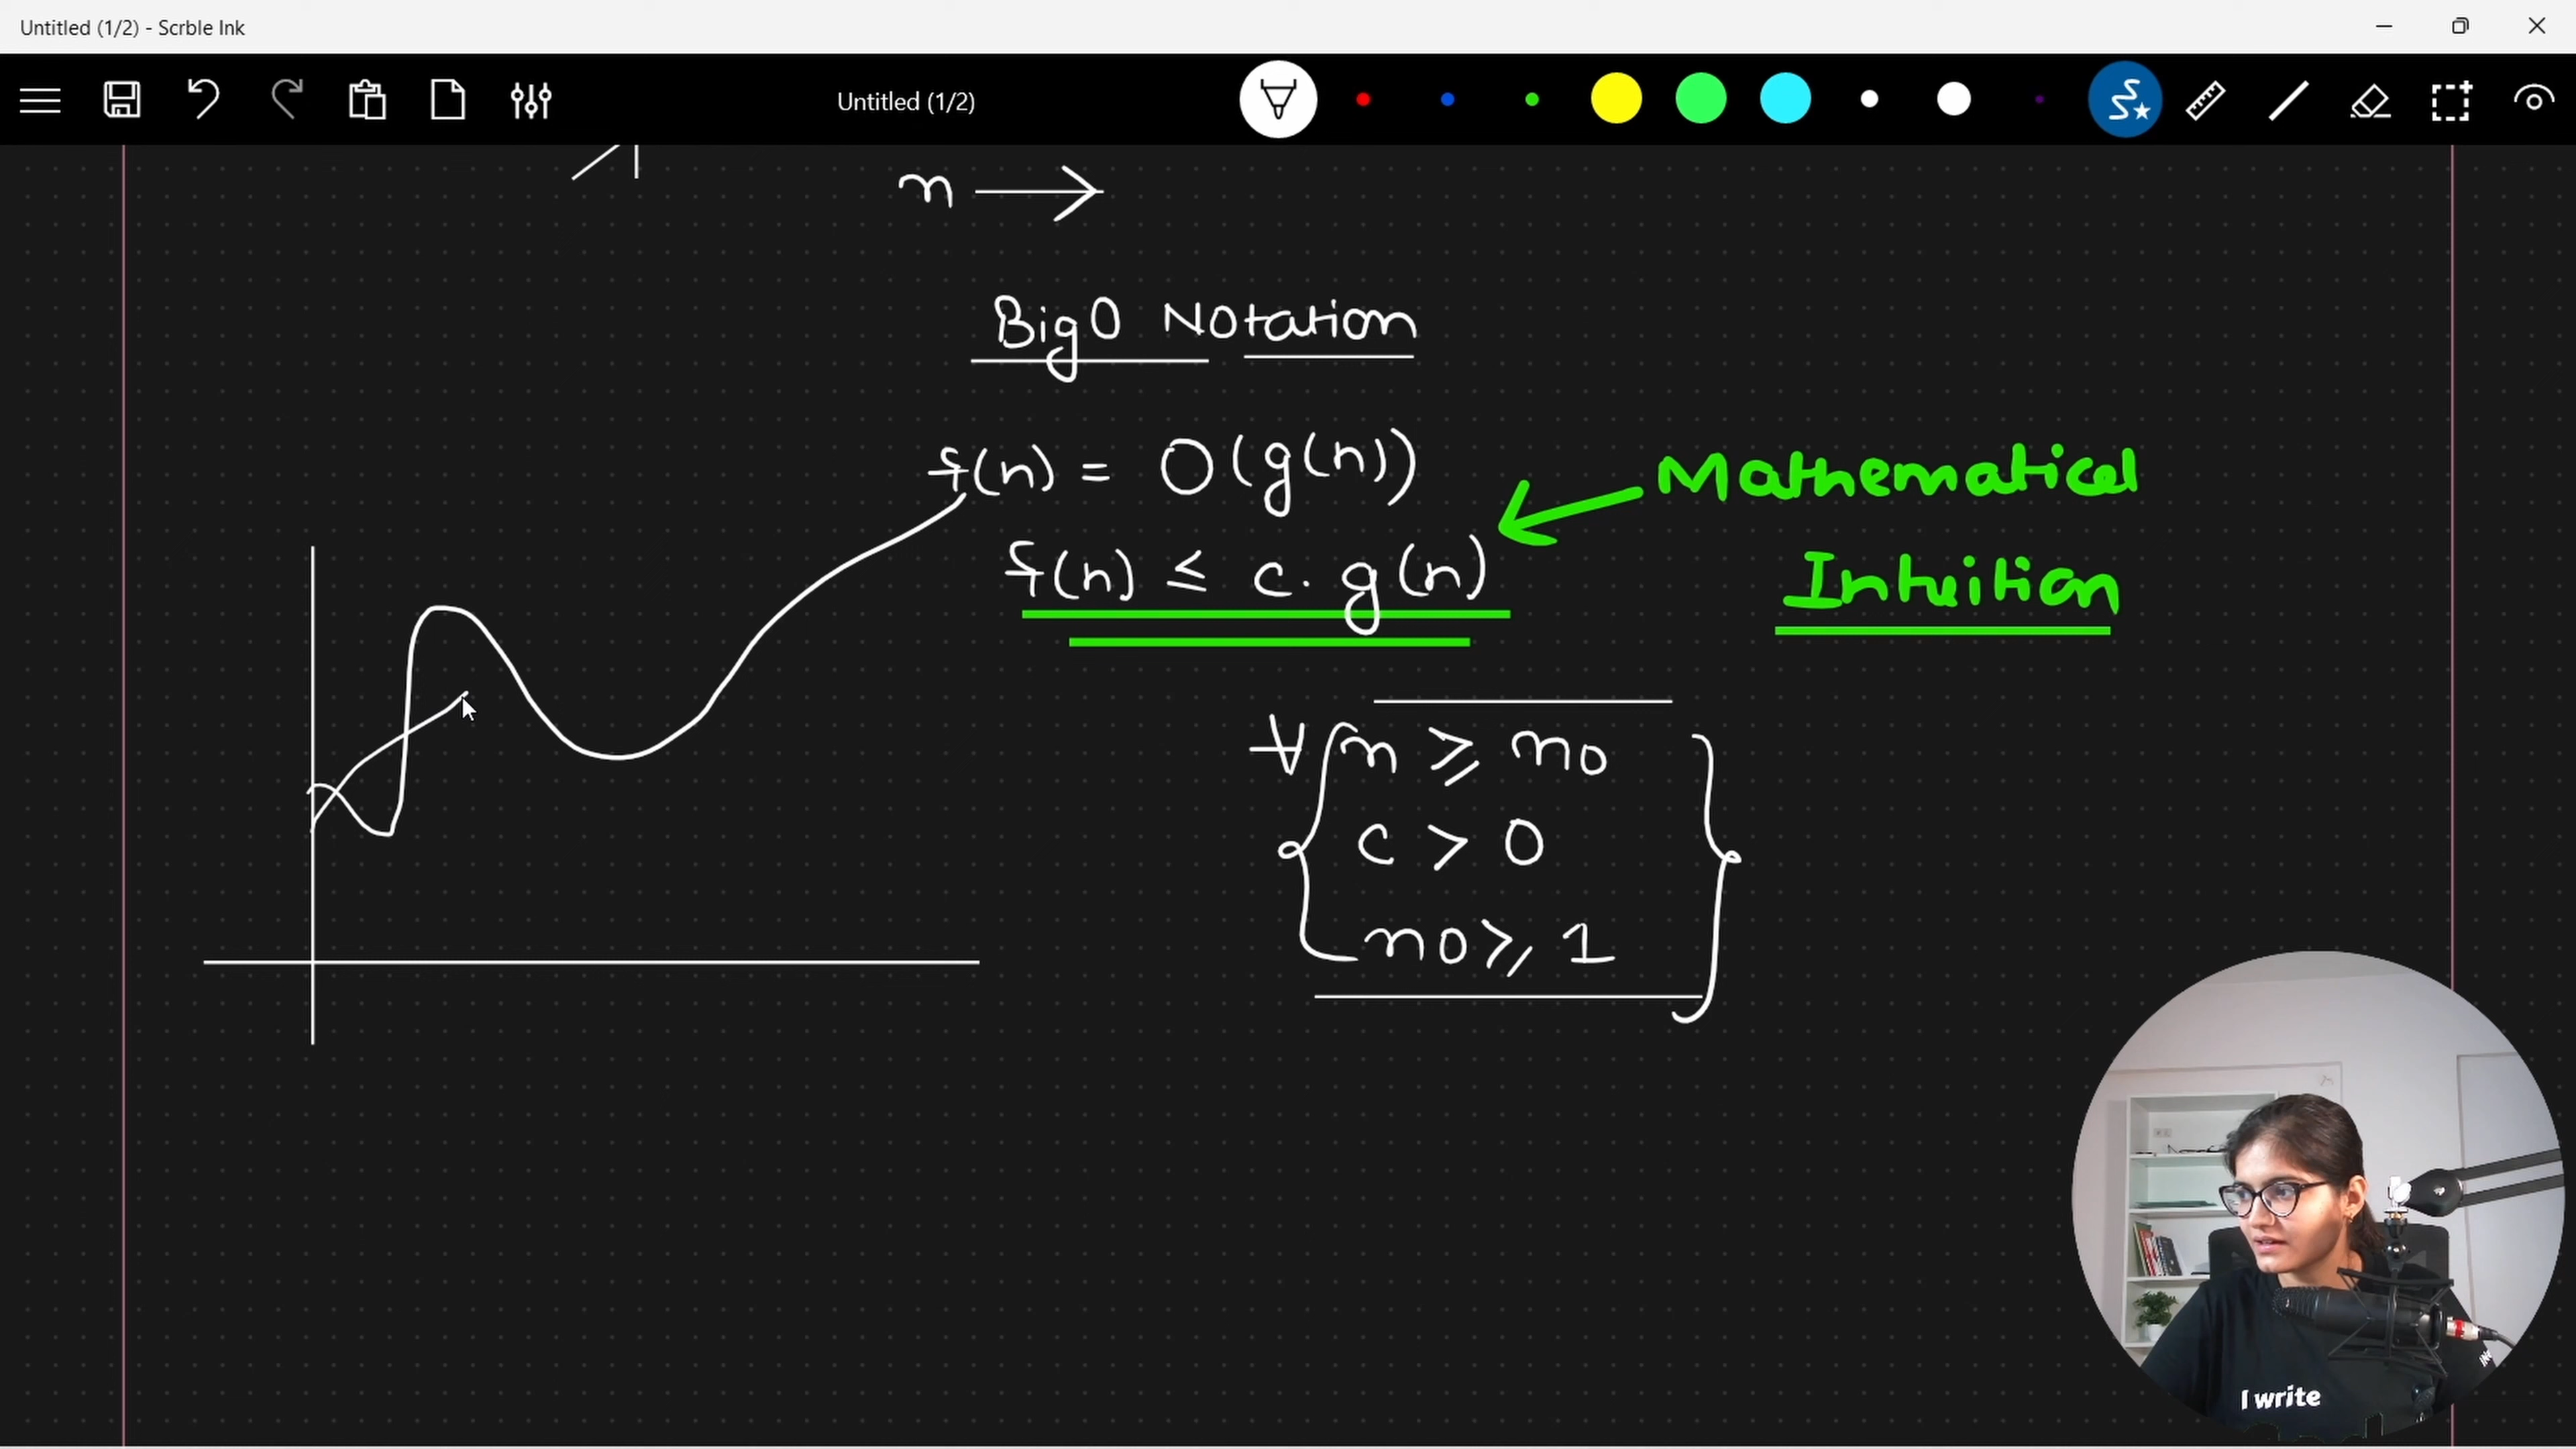 Untitled (1/2) - Scrble Ink
Untitled (1/2)
n
Big O Notation
f(n) = O(g(n))
f(n) ≤ c. g(n)
Mathematical
Intuition
∀ n ≥ n0
c > 0
n0 ≥ 1
I write